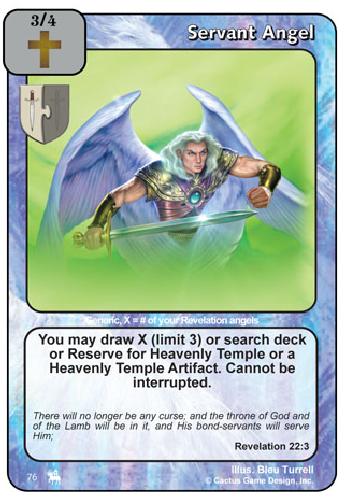 3/4
Servant Angel
Generic, X = # of your Revelation angels
You may draw X (limit 3) or search deck
or Reserve for Heavenly Temple or a
Heavenly Temple Artifact. Cannot be
interrupted.
There will no longer be any curse; and the throne of God and
of the Lamb will be in it, and His bond-servants will serve
Him;
Revelation 22:3
76
Illus. Bleu Turrell
© Cactus Game Design, Inc.